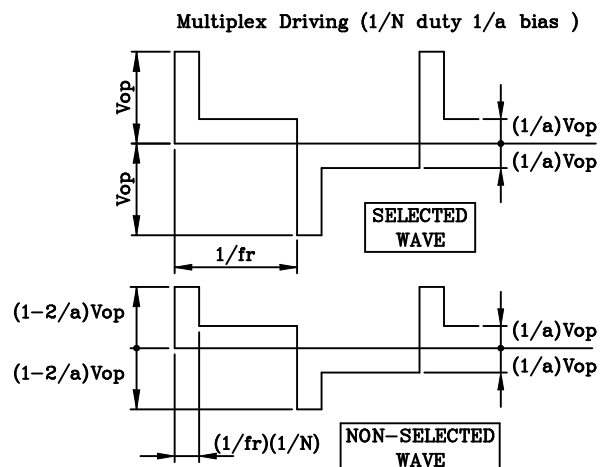 Multiplex Driving (1/N duty 1/a bias )
Vop
(1/a)Vop
(1/a)Vop
Vop
SELECTED
WAVE
1/fr
(1-2/a)Vop
(1/a)Vop
(1-2/a)Vop
(1/a)Vop
(1/fr)(1/N)
NON-SELECTED
WAVE